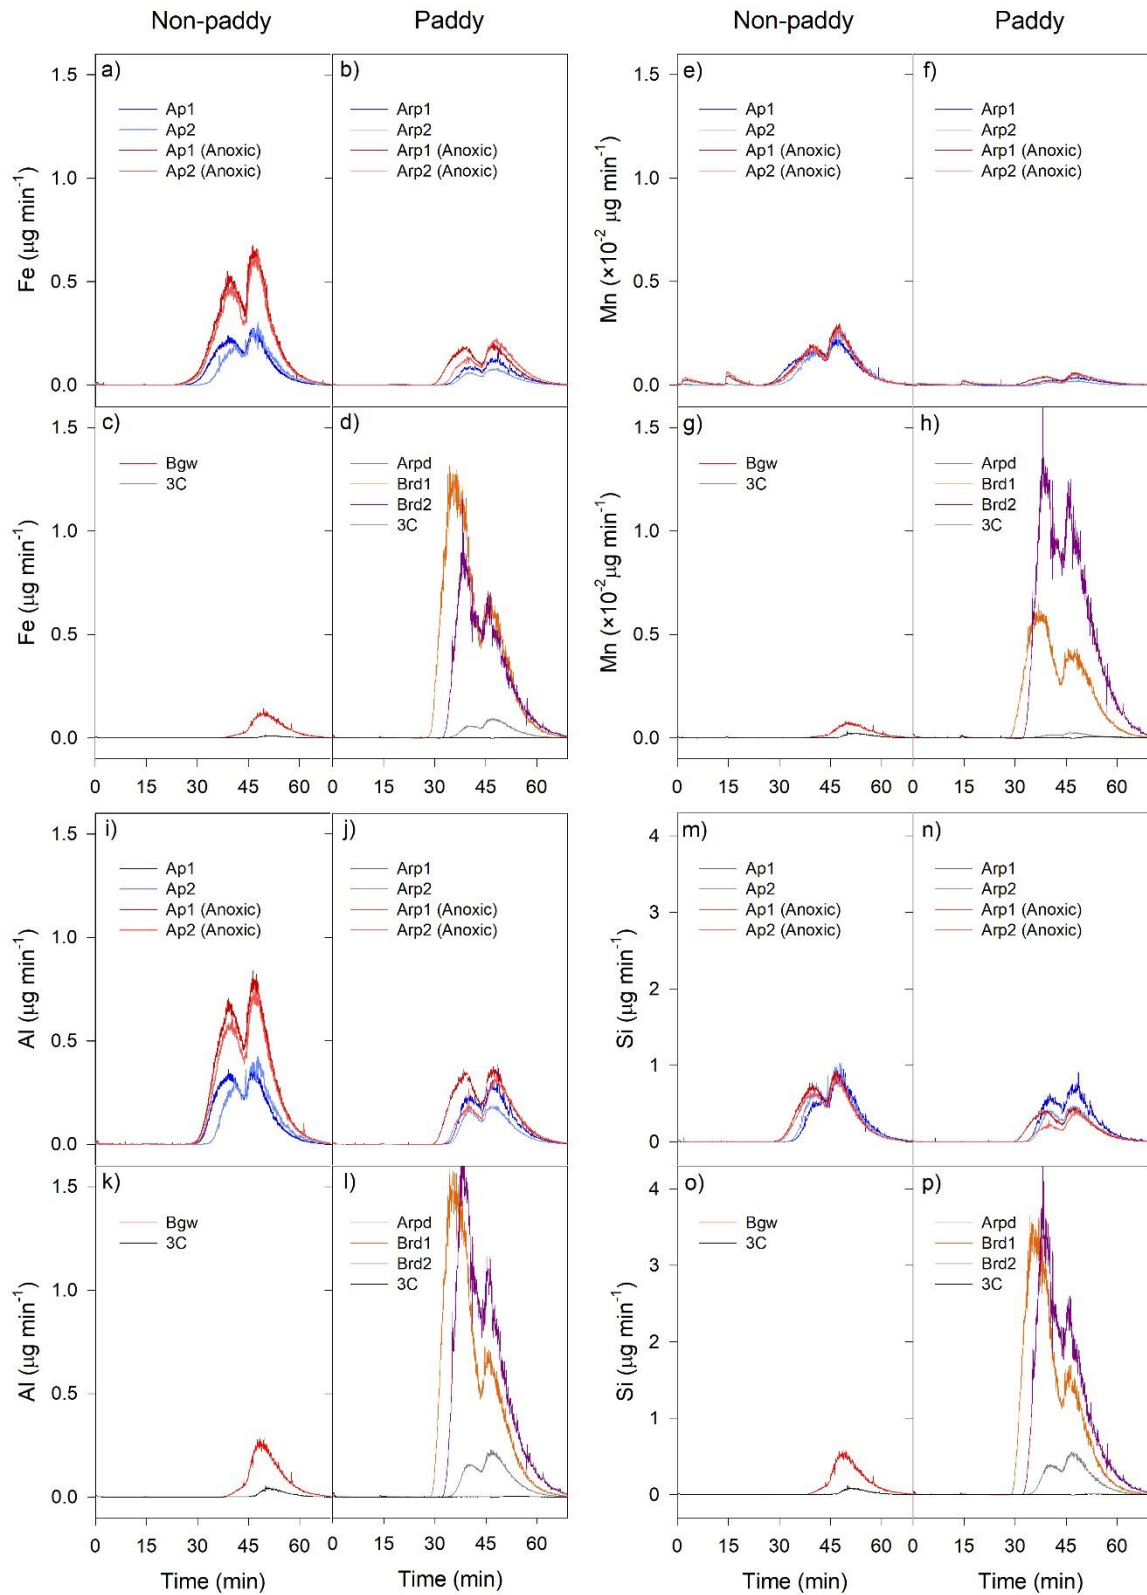 Non-paddy Paddy Non-paddy Paddy
a) b) e) f)
1.5
1.0
0.5
0.0
Fe (µg min⁻¹)
Ap1
Ap2
Ap1 (Anoxic)
Ap2 (Anoxic)
Arp1
Arp2
Arp1 (Anoxic)
Arp2 (Anoxic)
1.5
1.0
0.5
0.0
Mn (×10⁻² µg min⁻¹)
Ap1
Ap2
Ap1 (Anoxic)
Ap2 (Anoxic)
Arp1
Arp2
Arp1 (Anoxic)
Arp2 (Anoxic)
c) d) g) h)
1.5
1.0
0.5
0.0
Fe (µg min⁻¹)
Bgw
3C
Arpd
Brd1
Brd2
3C
1.5
1.0
0.5
0.0
Mn (×10⁻² µg min⁻¹)
Bgw
3C
Arpd
Brd1
Brd2
3C
0 15 30 45 0 15 30 45 60 0 15 30 45 0 15 30 45 60
i) j) m) n)
1.5
1.0
0.5
0.0
Al (µg min⁻¹)
Ap1
Ap2
Ap1 (Anoxic)
Ap2 (Anoxic)
Arp1
Arp2
Arp1 (Anoxic)
Arp2 (Anoxic)
4
3
2
1
0
Si (µg min⁻¹)
Ap1
Ap2
Ap1 (Anoxic)
Ap2 (Anoxic)
Arp1
Arp2
Arp1 (Anoxic)
Arp2 (Anoxic)
k) l) o) p)
1.5
1.0
0.5
0.0
Al (µg min⁻¹)
Bgw
3C
Arpd
Brd1
Brd2
3C
4
3
2
1
0
Si (µg min⁻¹)
Bgw
3C
Arpd
Brd1
Brd2
3C
0 15 30 45 0 15 30 45 60 0 15 30 45 0 15 30 45 60
Time (min) Time (min) Time (min) Time (min)